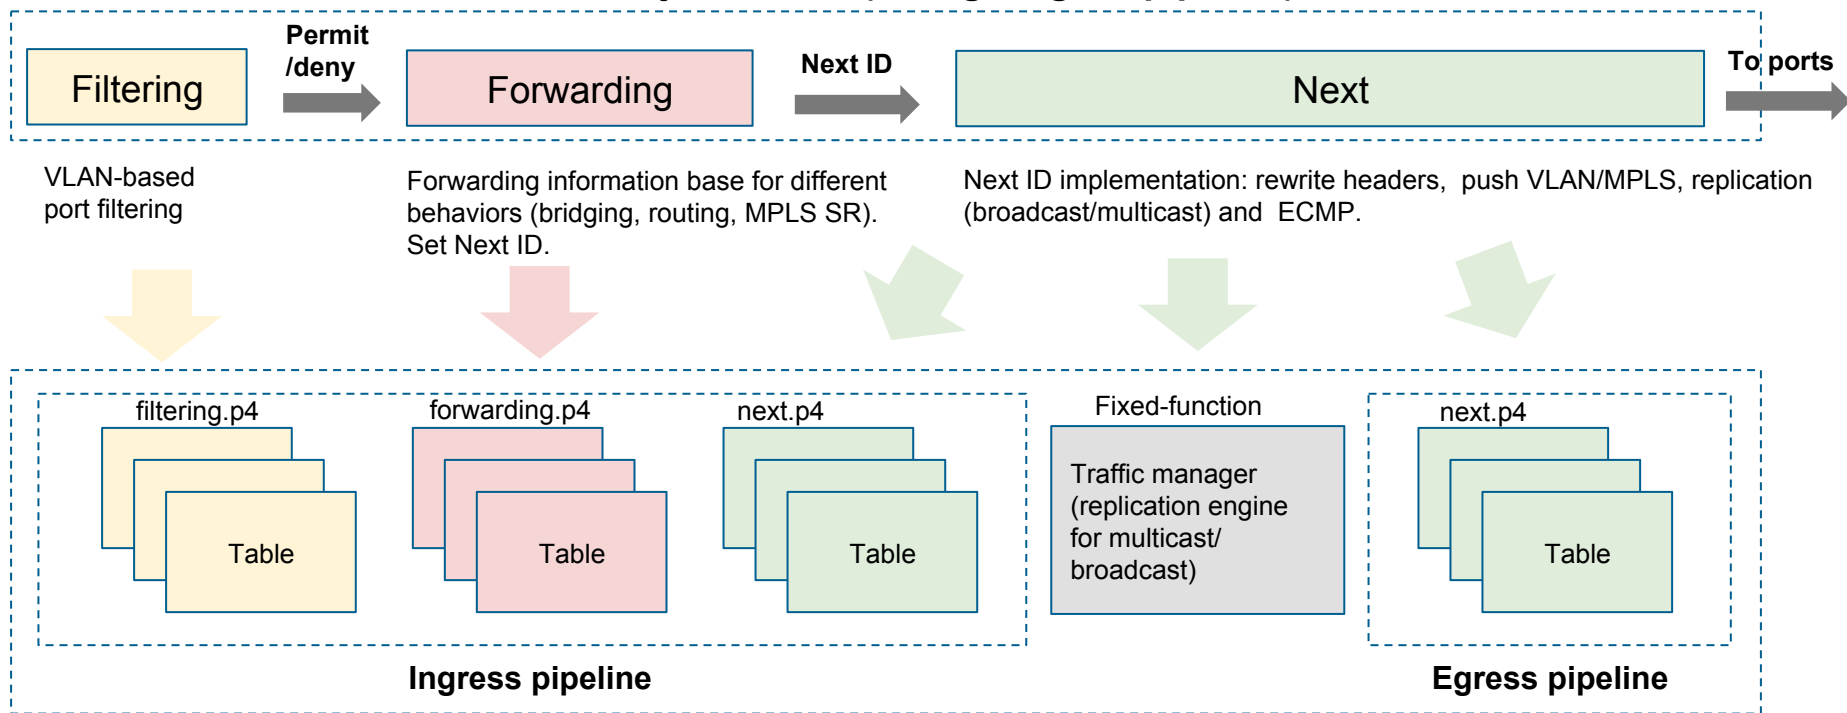 Permit
/deny
Filtering
Forwarding
Next ID
Next
To ports
VLAN-based
port filtering
Forwarding information base for different
behaviors (bridging, routing, MPLS SR).
Set Next ID.
Next ID implementation: rewrite headers,  push VLAN/MPLS, replication
(broadcast/multicast) and  ECMP.
filtering.p4
Table
forwarding.p4
Table
next.p4
Table
Fixed-function
Traffic manager
(replication engine
for multicast/
broadcast)
next.p4
Table
Ingress pipeline
Egress pipeline